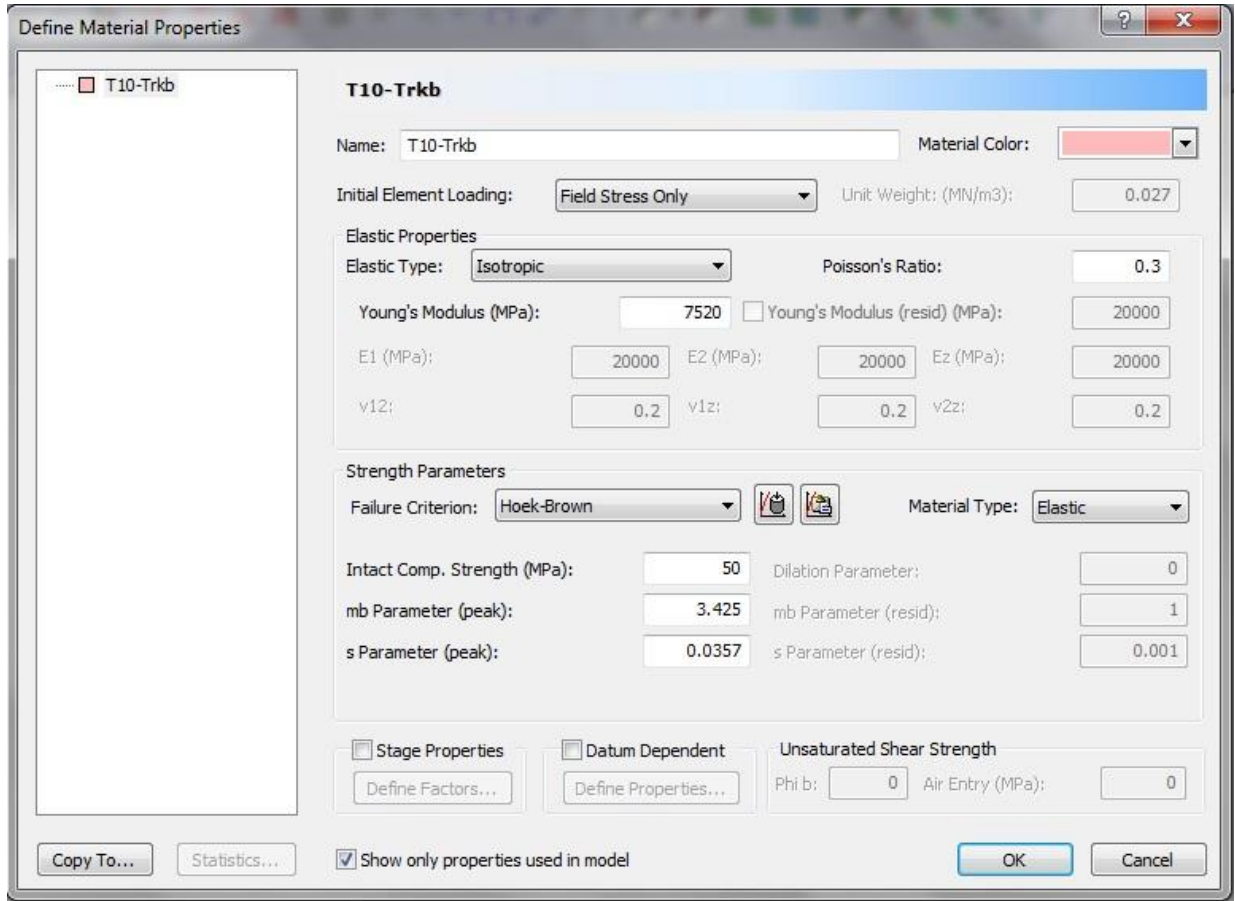 Define Material Properties
T10-Trkb
T10-Trkb
Name: T10-Trkb Material Color:
Initial Element Loading: Field Stress Only Unit Weight: (MN/m3): 0.027
Elastic Properties
Elastic Type: Isotropic Poisson's Ratio: 0.3
Young's Modulus (MPa): 7520 Young's Modulus (resid) (MPa): 20000
E1 (MPa): 20000 E2 (MPa): 20000 Ez (MPa): 20000
v12: 0.2 v1z: 0.2 v2z: 0.2
Strength Parameters
Failure Criterion: Hoek-Brown Material Type: Elastic
Intact Comp. Strength (MPa): 50 Dilation Parameter: 0
mb Parameter (peak): 3.425 mb Parameter (resid): 1
s Parameter (peak): 0.0357 s Parameter (resid): 0.001
Stage Properties Datum Dependent Unsaturated Shear Strength
Define Factors... Define Properties... Phi b: 0 Air Entry (MPa): 0
Copy To... Statistics... Show only properties used in model OK Cancel